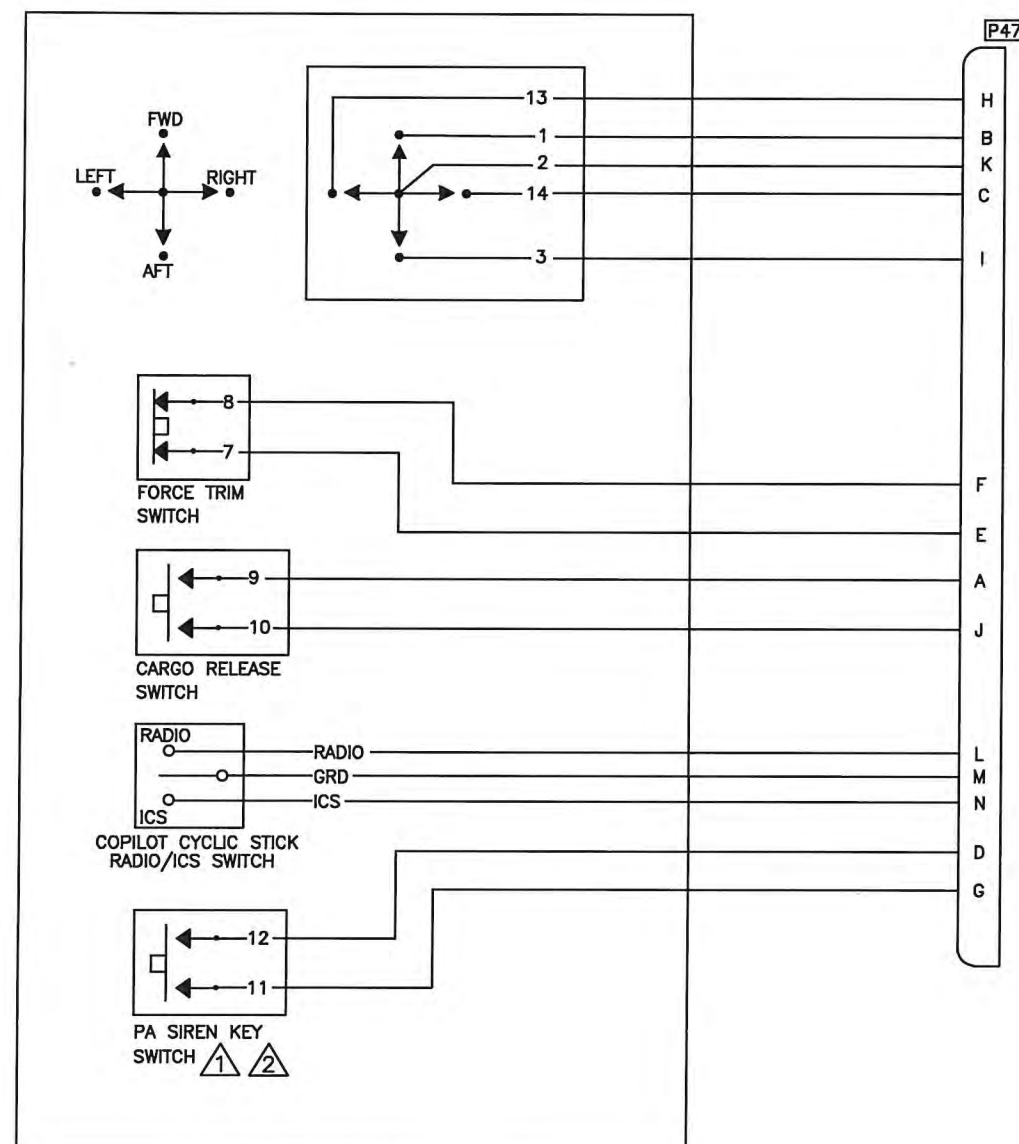 P47
13 H
FWD
1 B
2 K
LEFT RIGHT
14 C
AFT
3 I
8
7
FORCE TRIM
SWITCH
F
E
9 A
10 J
CARGO RELEASE
SWITCH
RADIO
RADIO L
GRD M
ICS N
ICS
COPILOT CYCLIC STICK
RADIO/ICS SWITCH
D
G
12
11
PA SIREN KEY
SWITCH 1 2